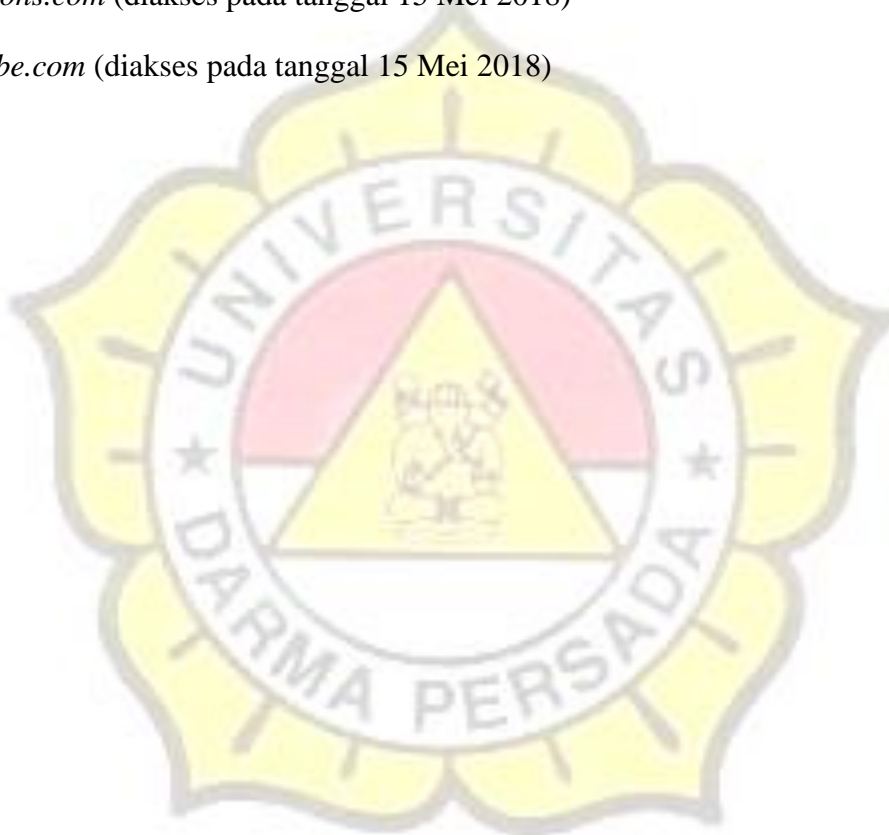 ons.com (diakses pada tanggal 15 Mei 2018)
be.com (diakses pada tanggal 15 Mei 2018)
UNIVERSITAS
★ DARMA PERSADA ★